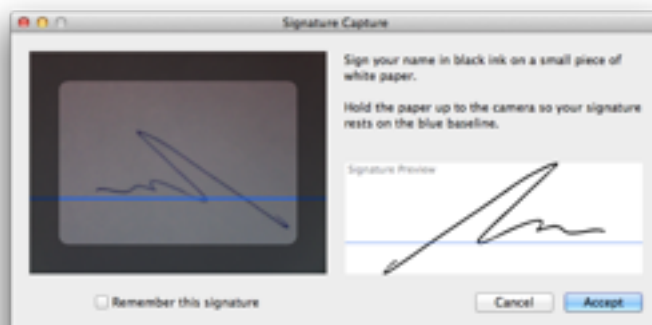 Signature Capture
Sign your name in black ink on a small piece of
white paper.
Hold the paper up to the camera so your signature
rests on the blue baseline.
Signature Preview
Remember this signature
Cancel
Accept